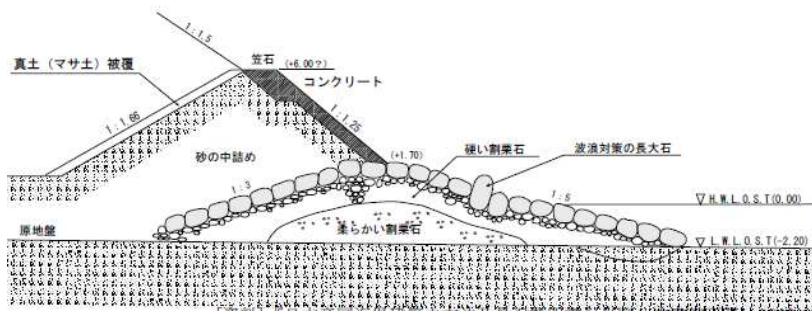 1:1.5
笠石
(+6.00?)
コンクリート
真土（マサ土）被覆
1:1.66
1:1.25
砂の中詰め
(+1.70)
硬い割栗石
波浪対策の長大石
1:3
1:5
▽ H.W.L.O.S.T(0.00)
原地盤
柔らかい割栗石
▽ L.W.L.O.S.T(-2.20)